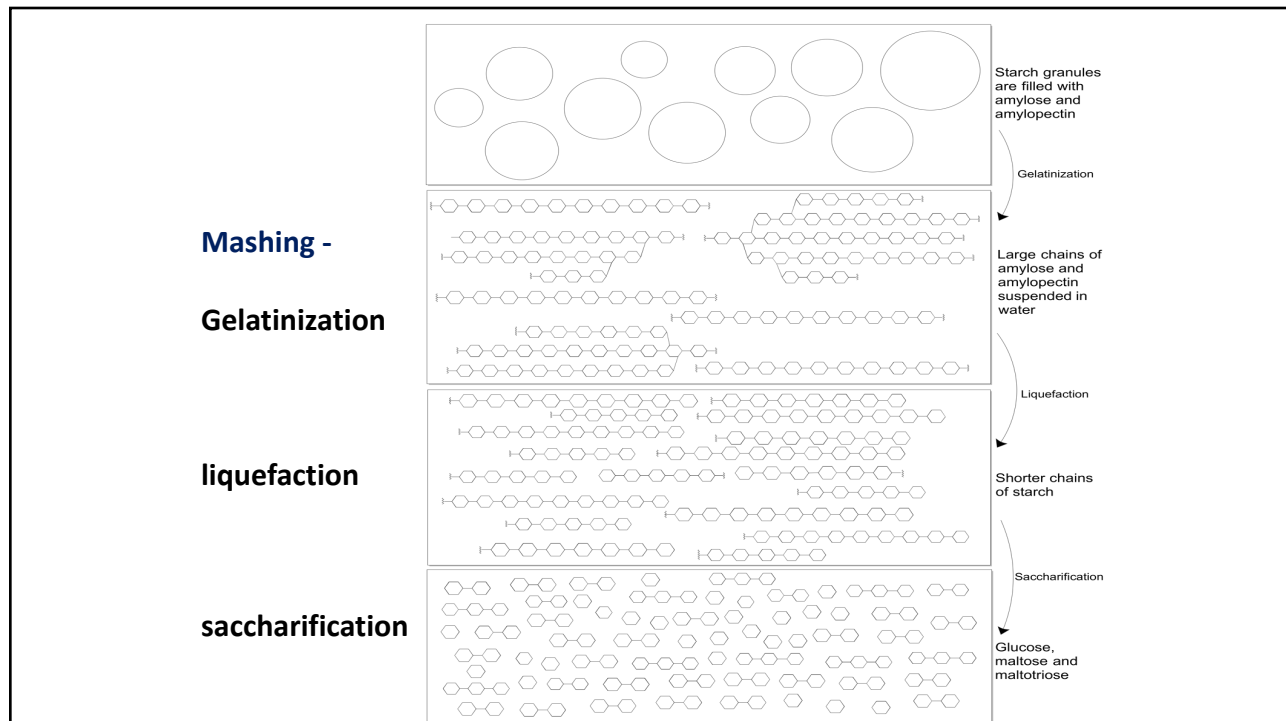 Starch granules
are filled with
amylose and
amylopectin
Gelatinization
Mashing -
Gelatinization
Large chains of
amylose and
amylopectin
suspended in
water
Liquefaction
liquefaction
Shorter chains
of starch
Saccharification
saccharification
Glucose,
maltose and
maltotriose